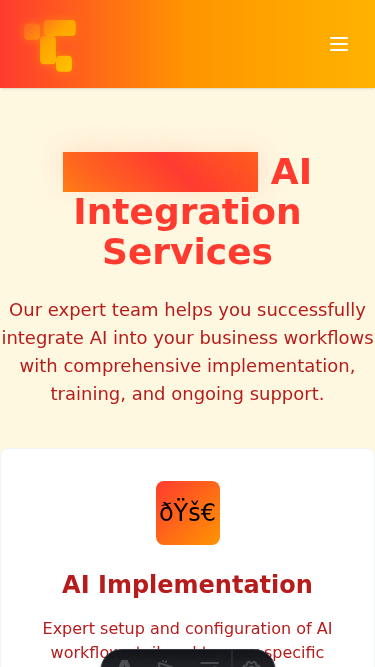 AI
Integration
Services
Our expert team helps you successfully
integrate AI into your business workflows
with comprehensive implementation,
training, and ongoing support.
ðŸš€
AI Implementation
Expert setup and configuration of AI
specific